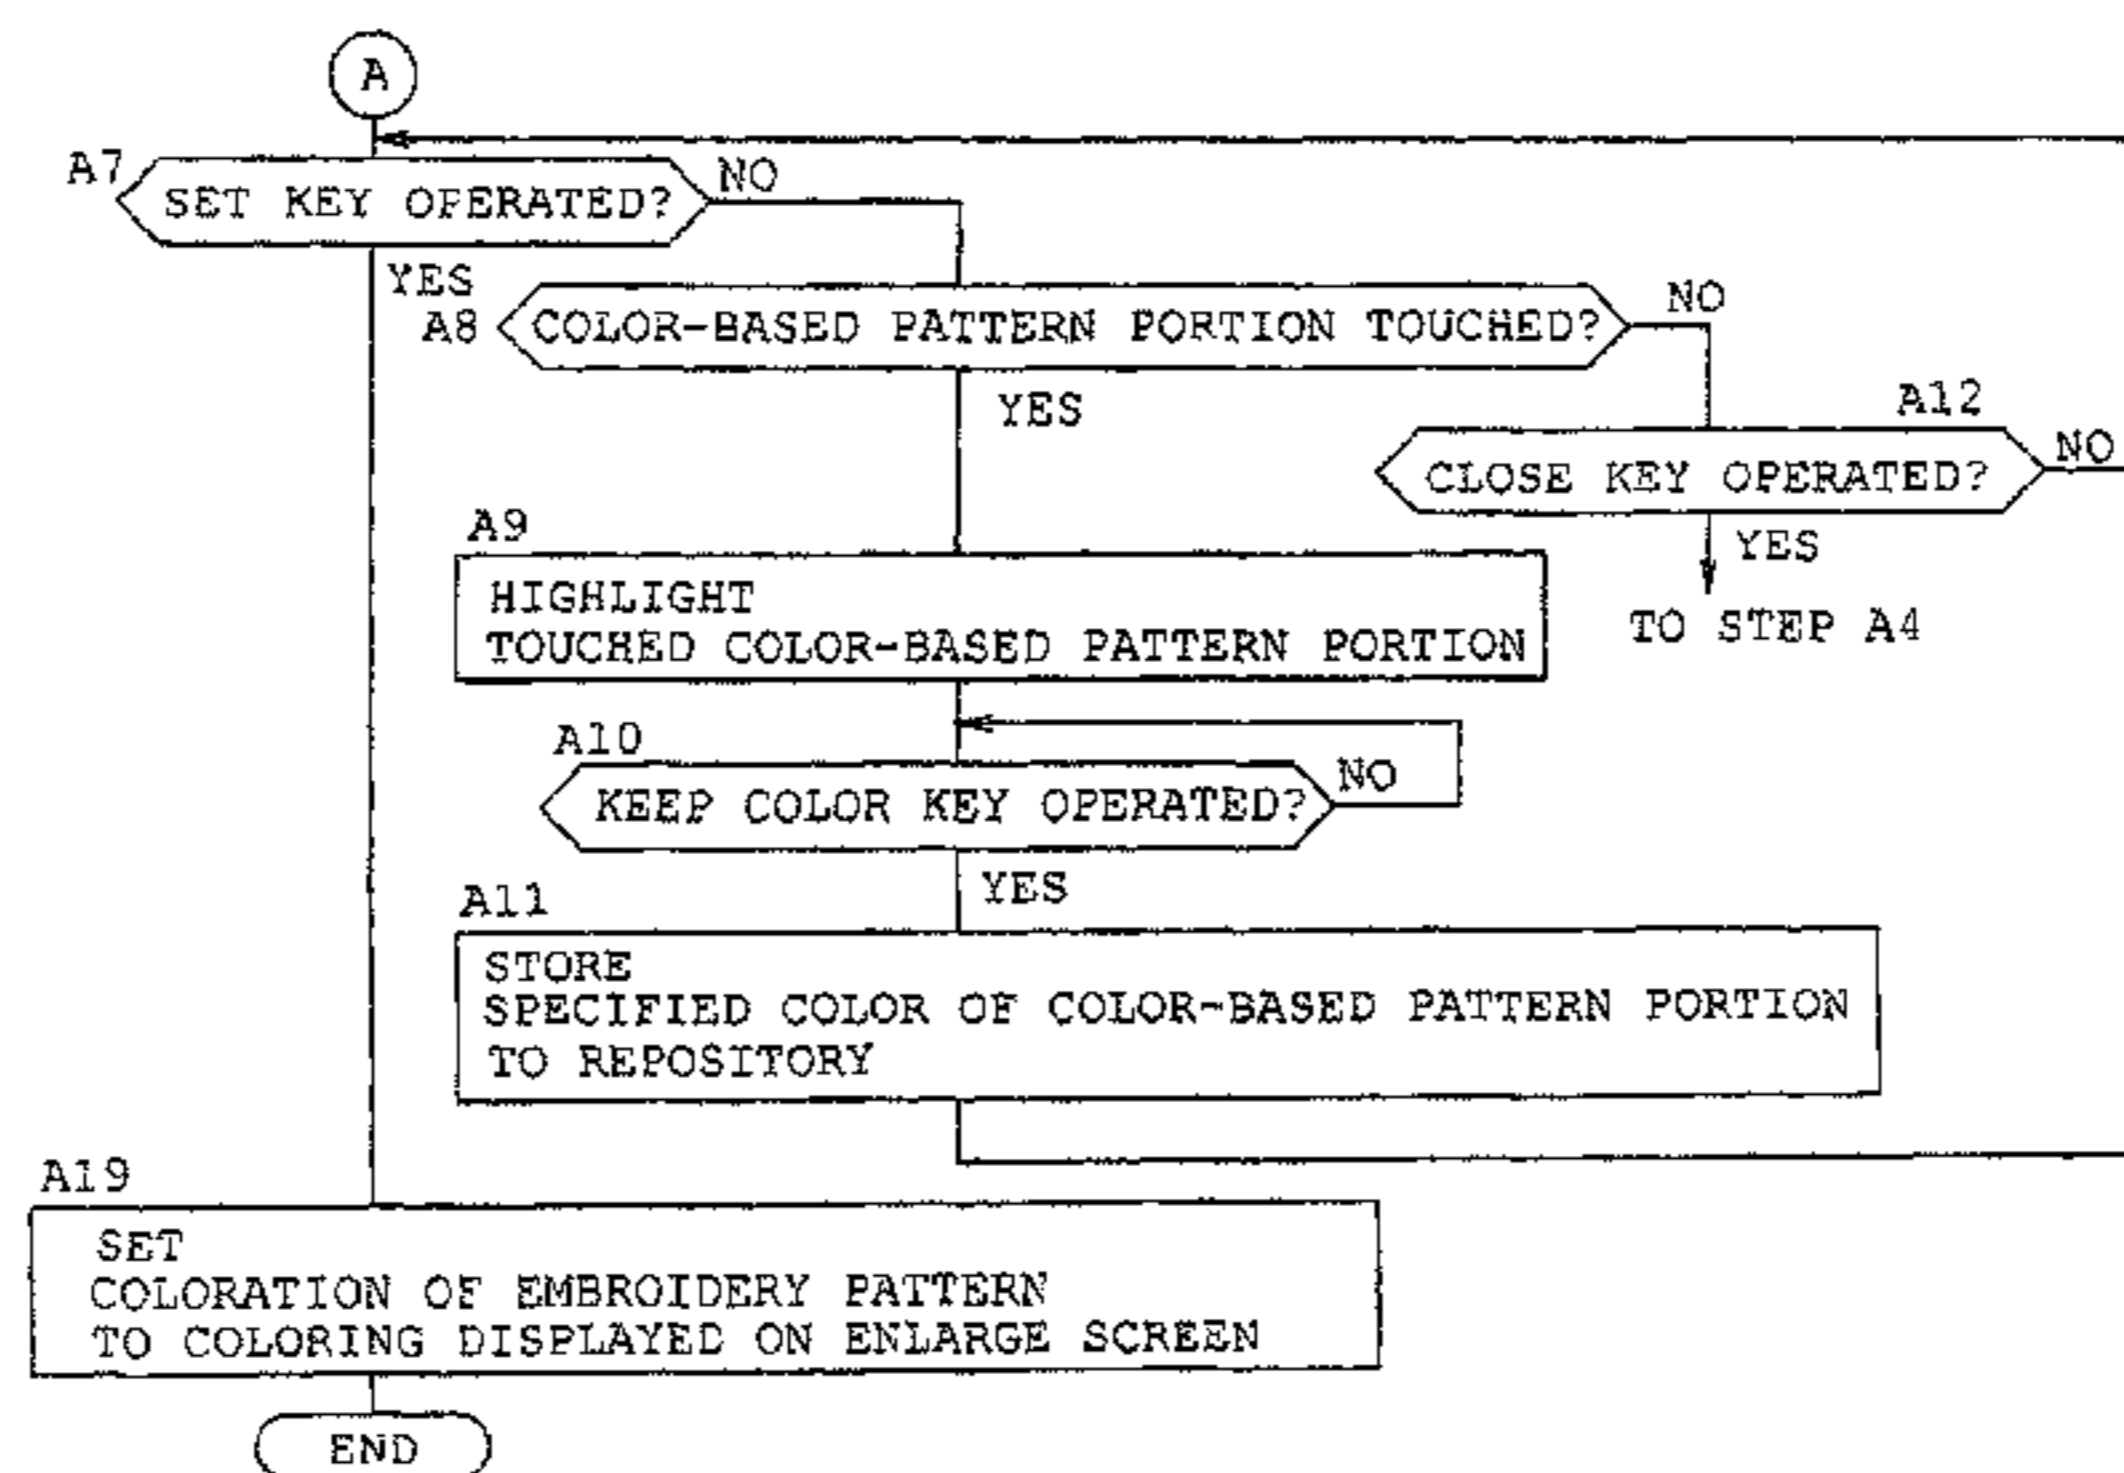 A
A7
SET KEY OPERATED?
NO
YES
A8
COLOR-BASED PATTERN PORTION TOUCHED?
NO
YES
A12
CLOSE KEY OPERATED?
NO
YES
TO STEP A4
A9
HIGHLIGHT
TOUCHED COLOR-BASED PATTERN PORTION
A10
KEEP COLOR KEY OPERATED?
NO
YES
A11
STORE
SPECIFIED COLOR OF COLOR-BASED PATTERN PORTION
TO REPOSITORY
A19
SET
COLORATION OF EMBROIDERY PATTERN
TO COLORING DISPLAYED ON ENLARGE SCREEN
END